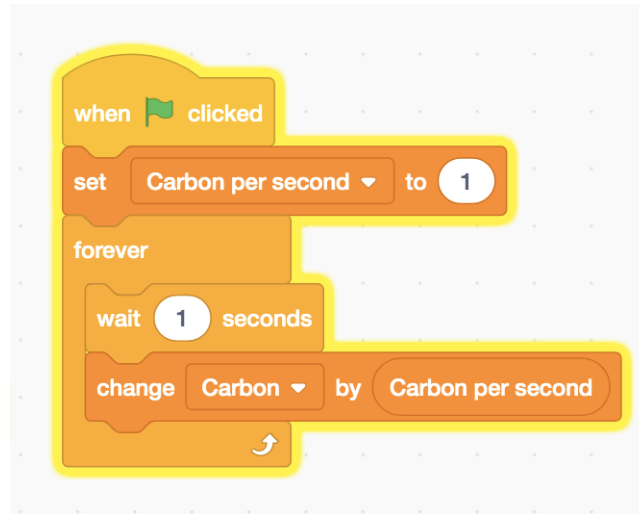 when clicked
set Carbon per second to 1
forever
wait 1 seconds
change Carbon by Carbon per second